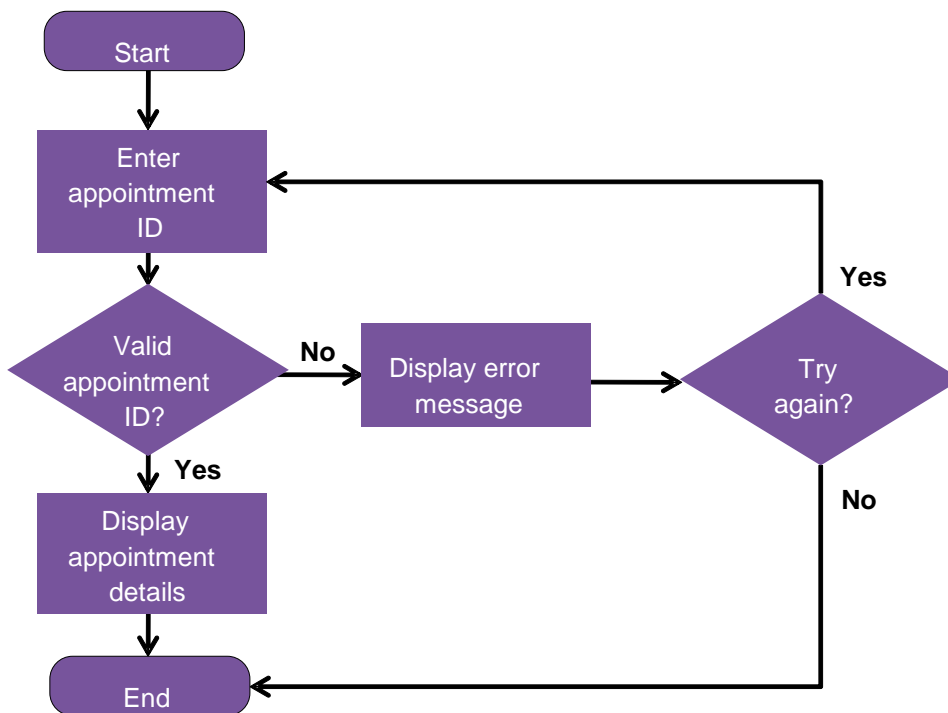 Start
Enter
appointment
ID
Valid
appointment
ID?
No
Display error
message
Try
again?
Yes
No
Yes
Display
appointment
details
End